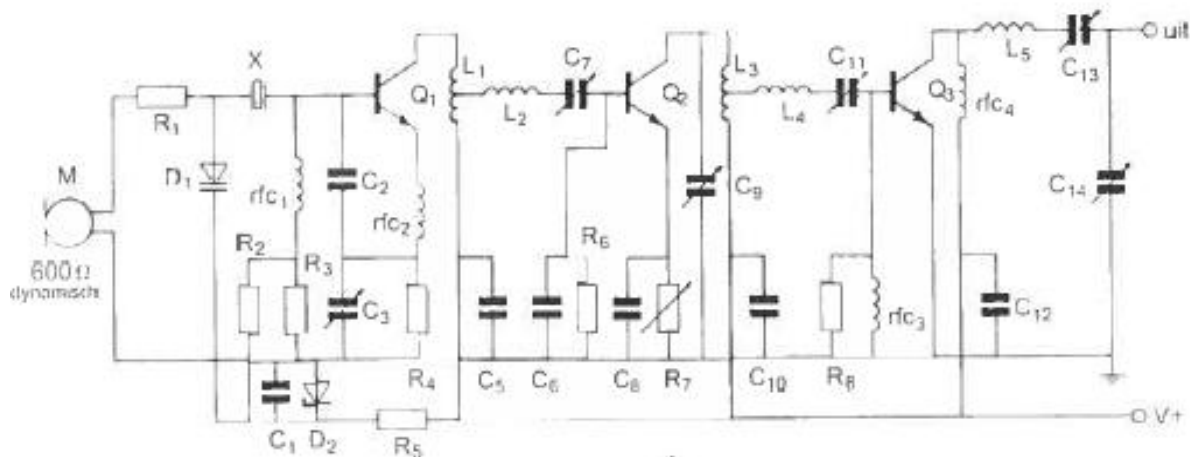 uit
L5
C13
X
C7
C11
L1
L3
Q1
Q2
Q3
R1
L2
L4
rfc4
M
D1
C2
C9
C14
rfc1
rfc2
R2
R3
R6
600 Ω
dynamisch
C3
rfc3
C12
R4
C5
C6
C8
R7
C10
R8
V+
C1
D2
R5